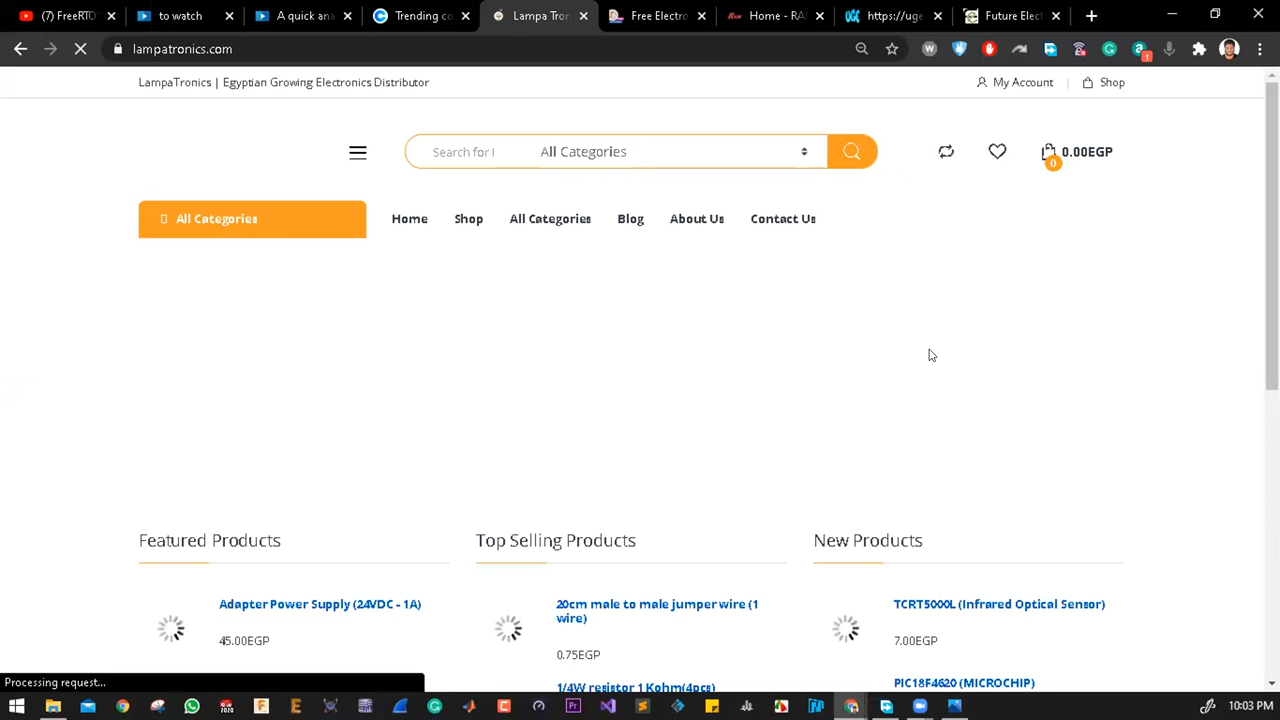 (7) FreeRTO
to watch
A quick ana
Trending co
Lampa Tron
Free Electro
Home - RA
https://uge
Future Elect
lampatronics.com
LampaTronics | Egyptian Growing Electronics Distributor
My Account
Shop
Search for
All Categories
0.00EGP
0
All Categories
Home
Shop
All Categories
Blog
About Us
Contact Us
Featured Products
Top Selling Products
New Products
Adapter Power Supply (24VDC - 1A)
45.00EGP
20cm male to male jumper wire (1
wire)
0.75EGP
1/4W resistor 1 Kohm(4pcs)
TCRT5000L (Infrared Optical Sensor)
7.00EGP
PIC18F4620 (MICROCHIP)
Processing request...
10:03 PM